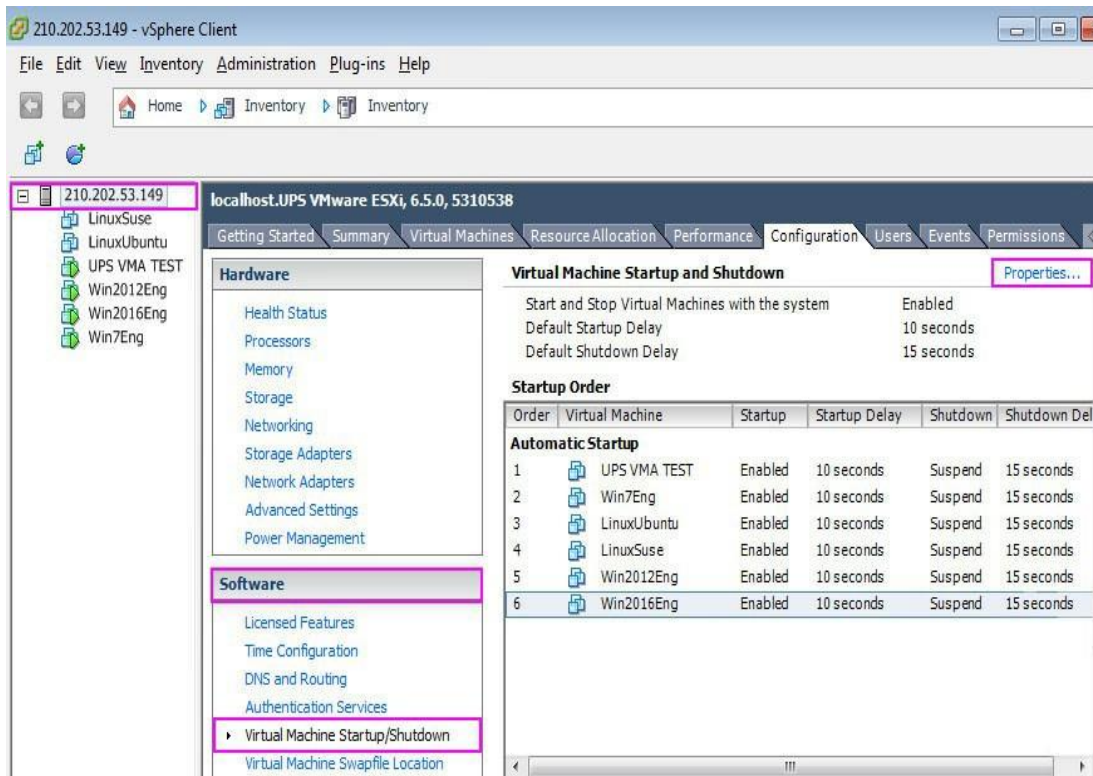 210.202.53.149 - vSphere Client
File Edit View Inventory Administration Plug-ins Help
Home Inventory Inventory
210.202.53.149
LinuxSuse
LinuxUbuntu
UPS VMA TEST
Win2012Eng
Win2016Eng
Win7Eng
localhost.UPS VMware ESXi, 6.5.0, 5310538
Getting Started Summary Virtual Machines Resource Allocation Performance Configuration Users Events Permissions
Hardware
Health Status
Processors
Memory
Storage
Networking
Storage Adapters
Network Adapters
Advanced Settings
Power Management
Software
Licensed Features
Time Configuration
DNS and Routing
Authentication Services
Virtual Machine Startup/Shutdown
Virtual Machine Swapfile Location
Virtual Machine Startup and Shutdown Properties...
Start and Stop Virtual Machines with the system Enabled
Default Startup Delay 10 seconds
Default Shutdown Delay 15 seconds
Startup Order
Order Virtual Machine Startup Startup Delay Shutdown Shutdown Del
Automatic Startup
1 UPS VMA TEST Enabled 10 seconds Suspend 15 seconds
2 Win7Eng Enabled 10 seconds Suspend 15 seconds
3 LinuxUbuntu Enabled 10 seconds Suspend 15 seconds
4 LinuxSuse Enabled 10 seconds Suspend 15 seconds
5 Win2012Eng Enabled 10 seconds Suspend 15 seconds
6 Win2016Eng Enabled 10 seconds Suspend 15 seconds